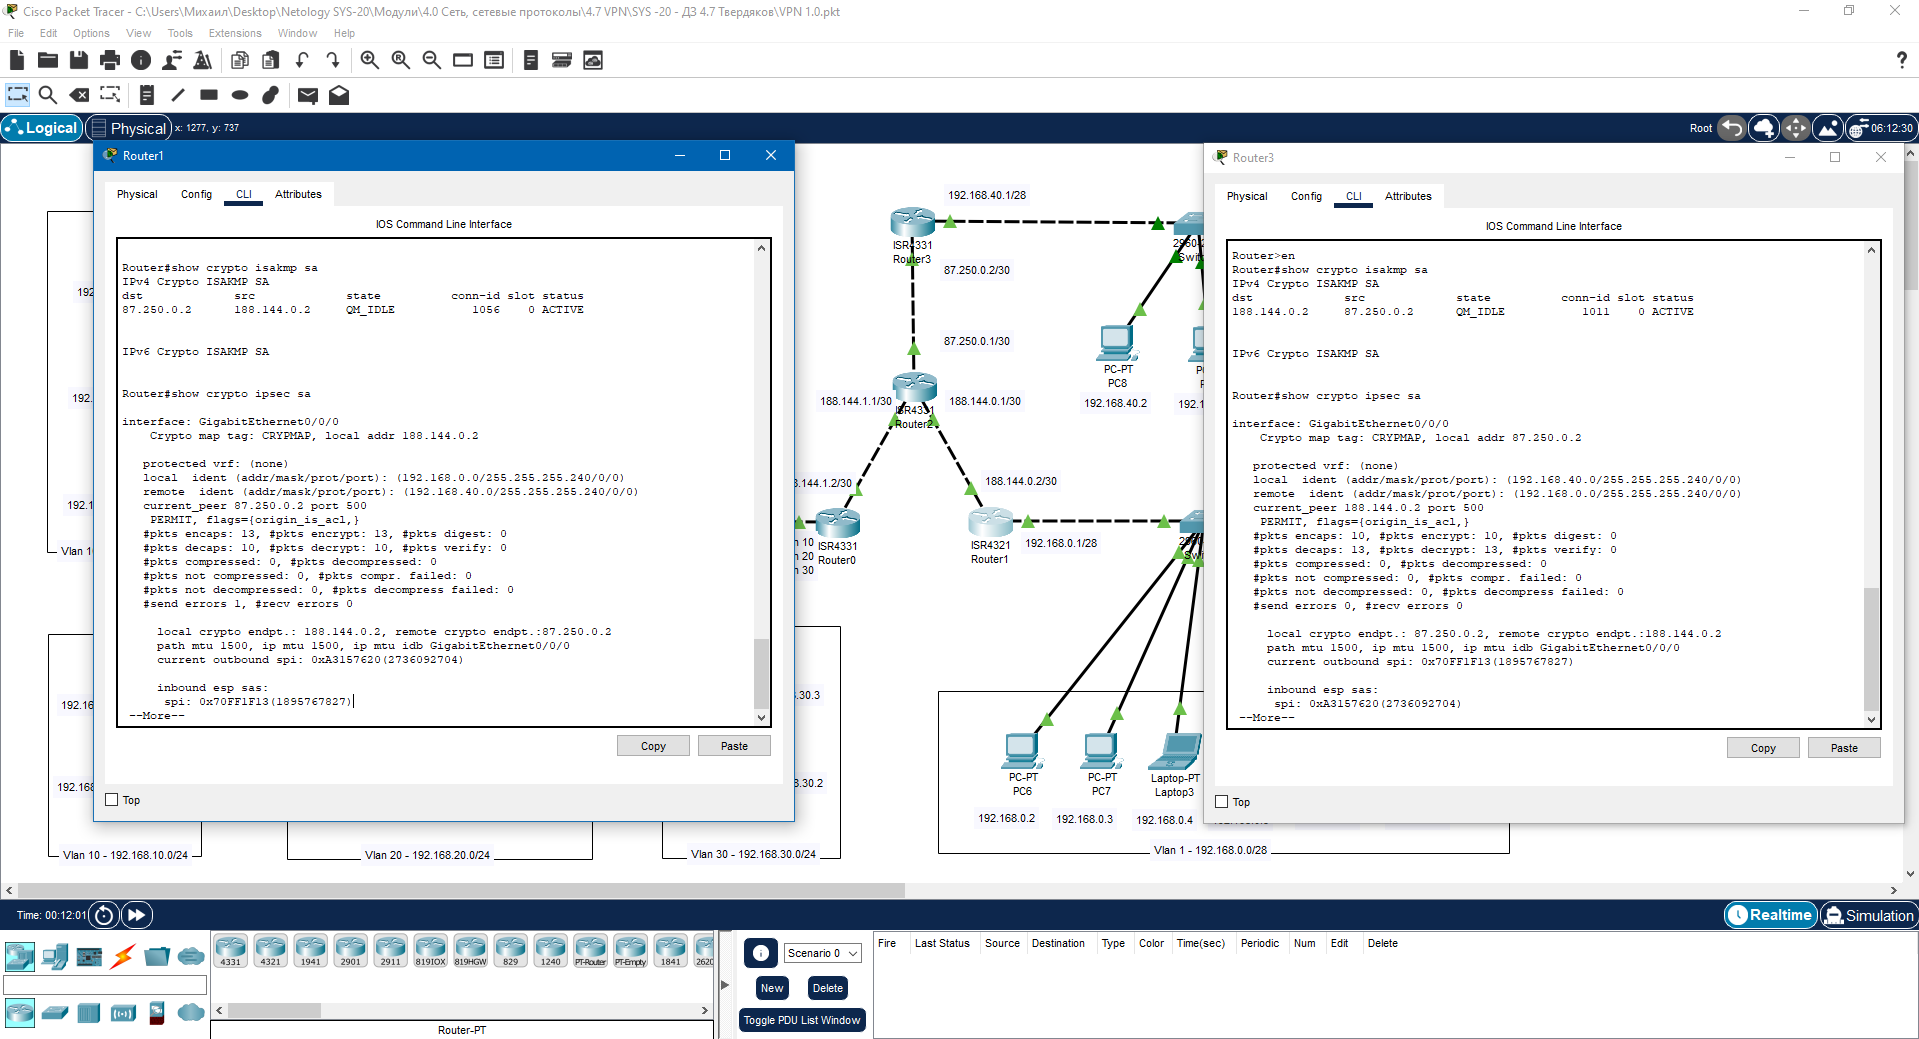 Cisco Packet Tracer - C:\Users\Михаил\Desktop\Netology SYS-20\Модули\4.0 Сеть, сетевые протоколы\4.7 VPN\SYS -20 - ДЗ 4.7 Твердяков\VPN 1.0.pkt
File Edit Options View Tools Extensions Window Help
Logical Physical x: 1277, y: 737
Root 06:12:30
Router1
Physical Config CLI Attributes
IOS Command Line Interface
Router#show crypto isakmp sa
IPv4 Crypto ISAKMP SA
dst src state conn-id slot status
87.250.0.2 188.144.0.2 QM_IDLE 1056 0 ACTIVE
IPv6 Crypto ISAKMP SA
Router#show crypto ipsec sa
interface: GigabitEthernet0/0/0
Crypto map tag: CRYPMAP, local addr 188.144.0.2
protected vrf: (none)
local ident (addr/mask/prot/port): (192.168.0.0/255.255.255.240/0/0)
remote ident (addr/mask/prot/port): (192.168.40.0/255.255.255.240/0/0)
current_peer 87.250.0.2 port 500
PERMIT, flags={origin_is_acl,}
#pkts encaps: 13, #pkts encrypt: 13, #pkts digest: 0
#pkts decaps: 10, #pkts decrypt: 10, #pkts verify: 0
#pkts compressed: 0, #pkts decompressed: 0
#pkts not compressed: 0, #pkts compr. failed: 0
#pkts not decompressed: 0, #pkts decompress failed: 0
#send errors 1, #recv errors 0
local crypto endpt.: 188.144.0.2, remote crypto endpt.:87.250.0.2
path mtu 1500, ip mtu 1500, ip mtu idb GigabitEthernet0/0/0
current outbound spi: 0xA3157620(2736092704)
inbound esp sas:
spi: 0x70FF1F13(1895767827)
--More--
Copy Paste
Top
Router3
Physical Config CLI Attributes
IOS Command Line Interface
Router>en
Router#show crypto isakmp sa
IPv4 Crypto ISAKMP SA
dst src state conn-id slot status
188.144.0.2 87.250.0.2 QM_IDLE 1011 0 ACTIVE
IPv6 Crypto ISAKMP SA
Router#show crypto ipsec sa
interface: GigabitEthernet0/0/0
Crypto map tag: CRYPMAP, local addr 87.250.0.2
protected vrf: (none)
local ident (addr/mask/prot/port): (192.168.40.0/255.255.255.240/0/0)
remote ident (addr/mask/prot/port): (192.168.0.0/255.255.255.240/0/0)
current_peer 188.144.0.2 port 500
PERMIT, flags={origin_is_acl,}
#pkts encaps: 10, #pkts encrypt: 10, #pkts digest: 0
#pkts decaps: 13, #pkts decrypt: 13, #pkts verify: 0
#pkts compressed: 0, #pkts decompressed: 0
#pkts not compressed: 0, #pkts compr. failed: 0
#pkts not decompressed: 0, #pkts decompress failed: 0
#send errors 0, #recv errors 0
local crypto endpt.: 87.250.0.2, remote crypto endpt.:188.144.0.2
path mtu 1500, ip mtu 1500, ip mtu idb GigabitEthernet0/0/0
current outbound spi: 0x70FF1F13(1895767827)
inbound esp sas:
spi: 0xA3157620(2736092704)
--More--
Copy Paste
Top
192.168.40.1/28
ISR4331
Router3
87.250.0.2/30
87.250.0.1/30
188.144.1.1/30
188.144.0.1/30
ISR4331
Router2
188.144.0.2/30
.144.1.2/30
ISR4331
Router0
10
20
30
ISR4321
Router1
192.168.0.1/28
PC-PT
PC8
192.168.40.2
192.1
192
192.
192.1
Vlan 10
192.16
192.168
.30.3
.30.2
PC-PT
PC6
PC-PT
PC7
Laptop-PT
Laptop3
192.168.0.2
192.168.0.3
192.168.0.4
Vlan 10 - 192.168.10.0/24
Vlan 20 - 192.168.20.0/24
Vlan 30 - 192.168.30.0/24
Vlan 1 - 192.168.0.0/28
Time: 00:12:01
Realtime Simulation
4331 4321 1941 2901 2911 819IOX 819HGW 829 1240 PT-Router PT-Empty 1841 2620
Router-PT
Scenario 0
New Delete
Toggle PDU List Window
Fire Last Status Source Destination Type Color Time(sec) Periodic Num Edit Delete